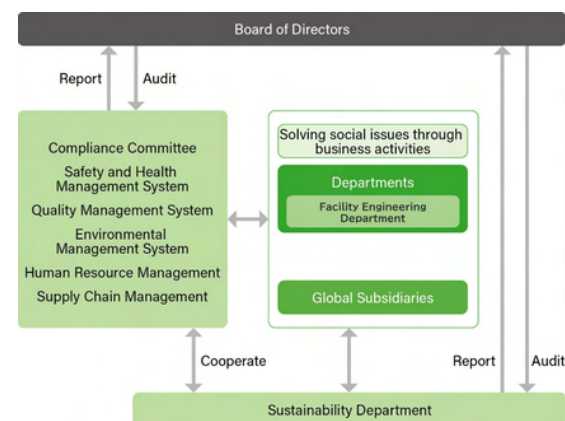 Board of Directors
Report
Audit
Compliance Committee
Safety and Health
Management System
Quality Management System
Environmental
Management System
Human Resource Management
Supply Chain Management
Solving social issues through
business activities
Departments
Facility Engineering
Department
Global Subsidiaries
Cooperate
Report
Audit
Sustainability Department